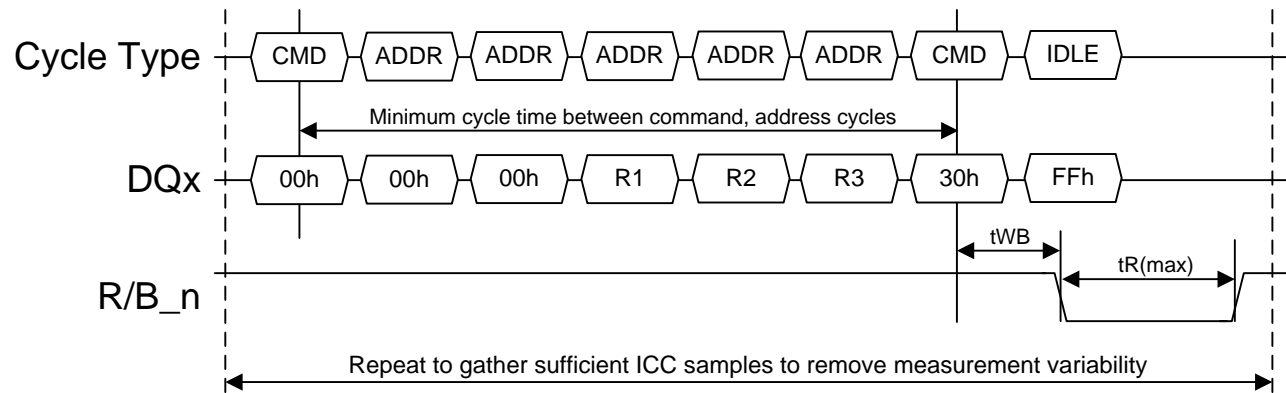 Cycle Type CMD ADDR ADDR ADDR ADDR ADDR CMD IDLE
Minimum cycle time between command, address cycles
DQx 00h 00h 00h R1 R2 R3 30h FFh
tWB
tR(max)
R/B_n
Repeat to gather sufficient ICC samples to remove measurement variability